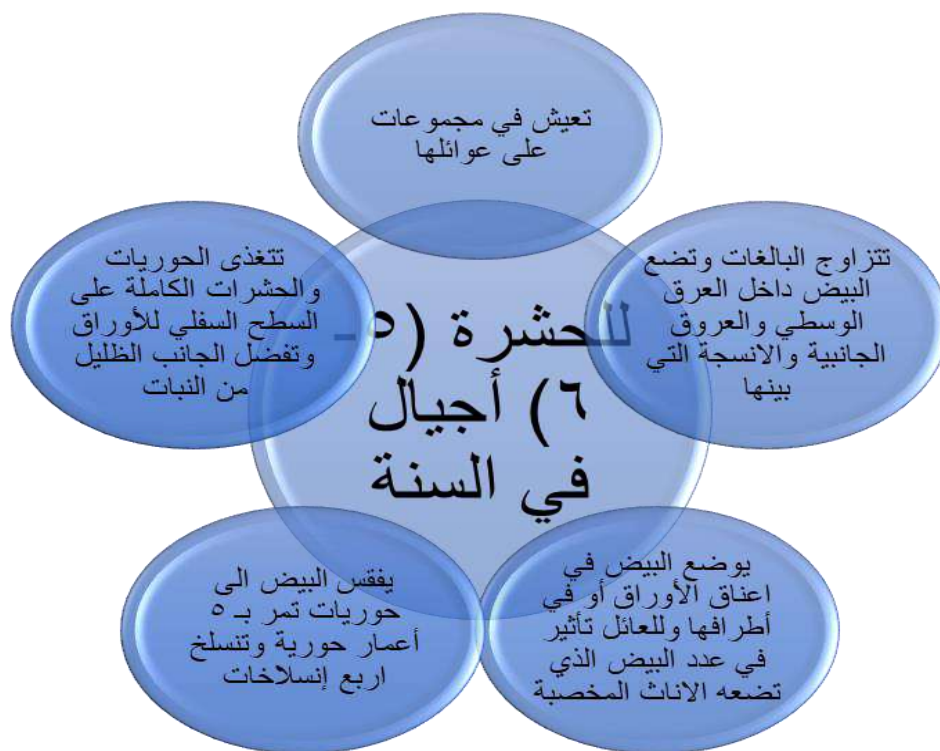 تعيش في مجموعات
على عوائلها
تتزاوج البالغات وتضع
البيض داخل العرق
الوسطي والعروق
الجانبية والانسجة التي
بينها
يوضع البيض في
اعناق الأوراق أو في
أطرافها وللعائل تأثير
في عدد البيض الذي
تضعه الاناث المخصبة
يفقس البيض الى
حوريات تمر بـ ٥
أعمار حورية وتنسلخ
اربع إنسلاخات
تتغذى الحوريات
والحشرات الكاملة على
السطح السفلي للأوراق
وتفضل الجانب الظليل
من النبات
للحشرة (٥-
٦) أجيال
في السنة